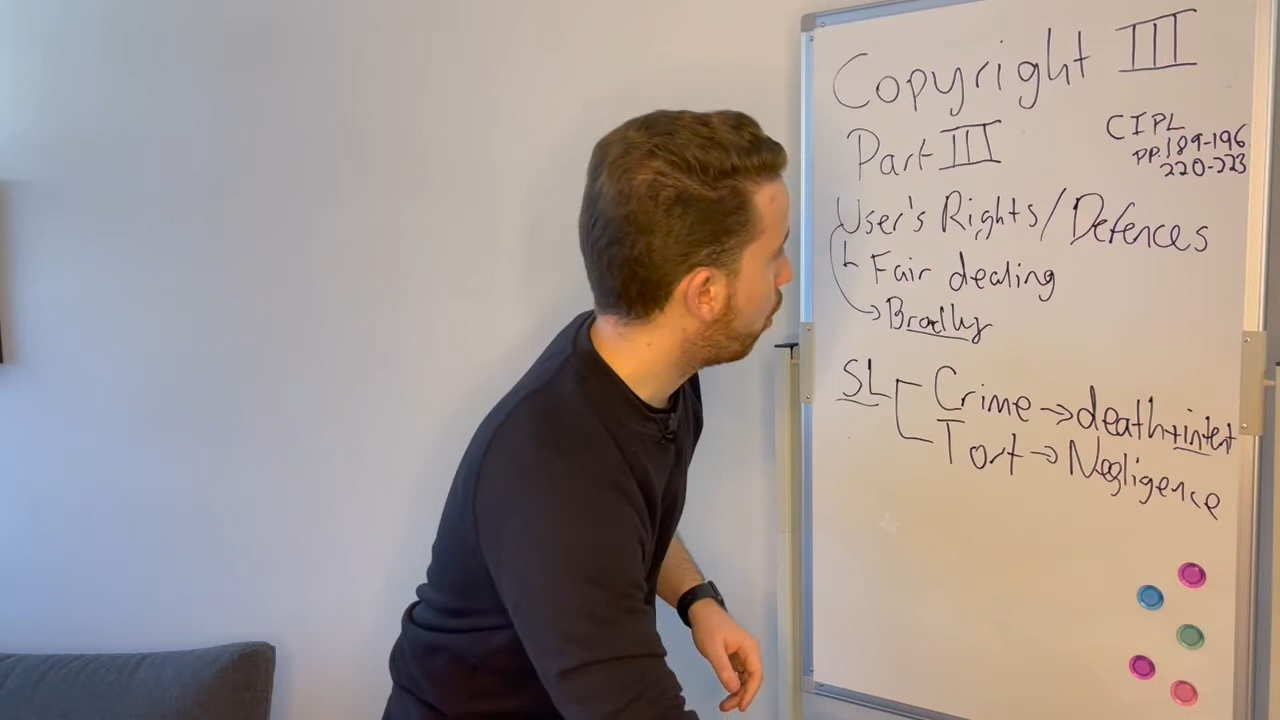 Copyright III
Part III
CIPL
pp.189-196
220-223
User's Rights/Defences
Fair dealing
Bradly
SL
Crime → death+intent
Tort → Negligence